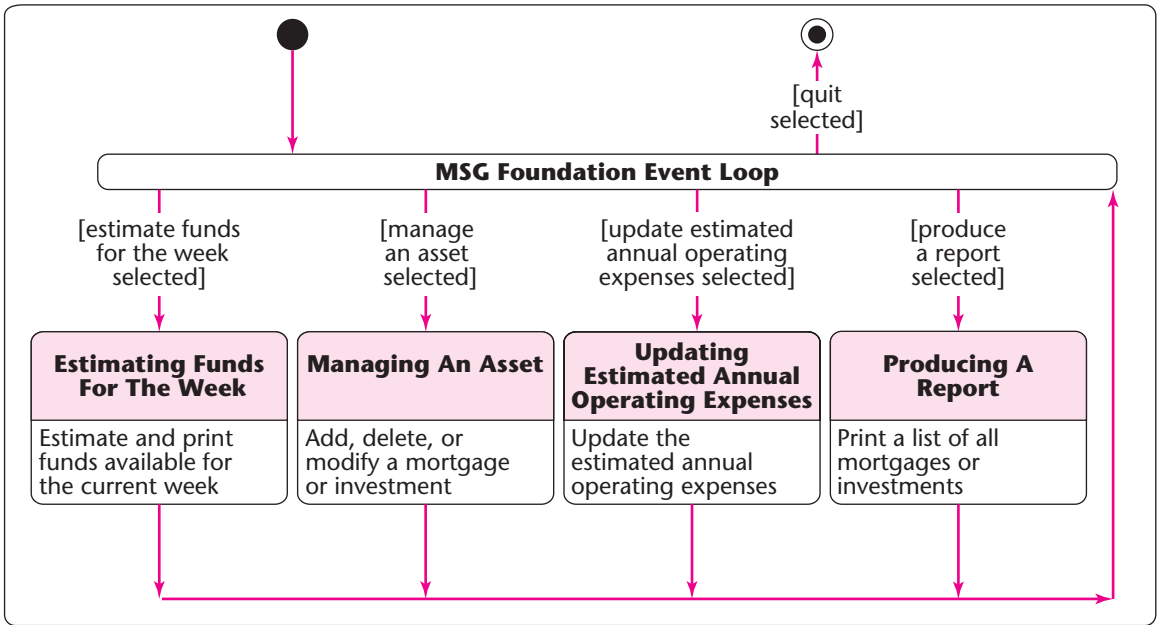 [quit
selected]
MSG Foundation Event Loop
[estimate funds
for the week
selected]
[manage
an asset
selected]
[update estimated
annual operating
expenses selected]
[produce
a report
selected]
Estimating Funds
For The Week
Estimate and print
funds available for
the current week
Managing An Asset
Add, delete, or
modify a mortgage
or investment
Updating
Estimated Annual
Operating Expenses
Update the
estimated annual
operating expenses
Producing A
Report
Print a list of all
mortgages or
investments